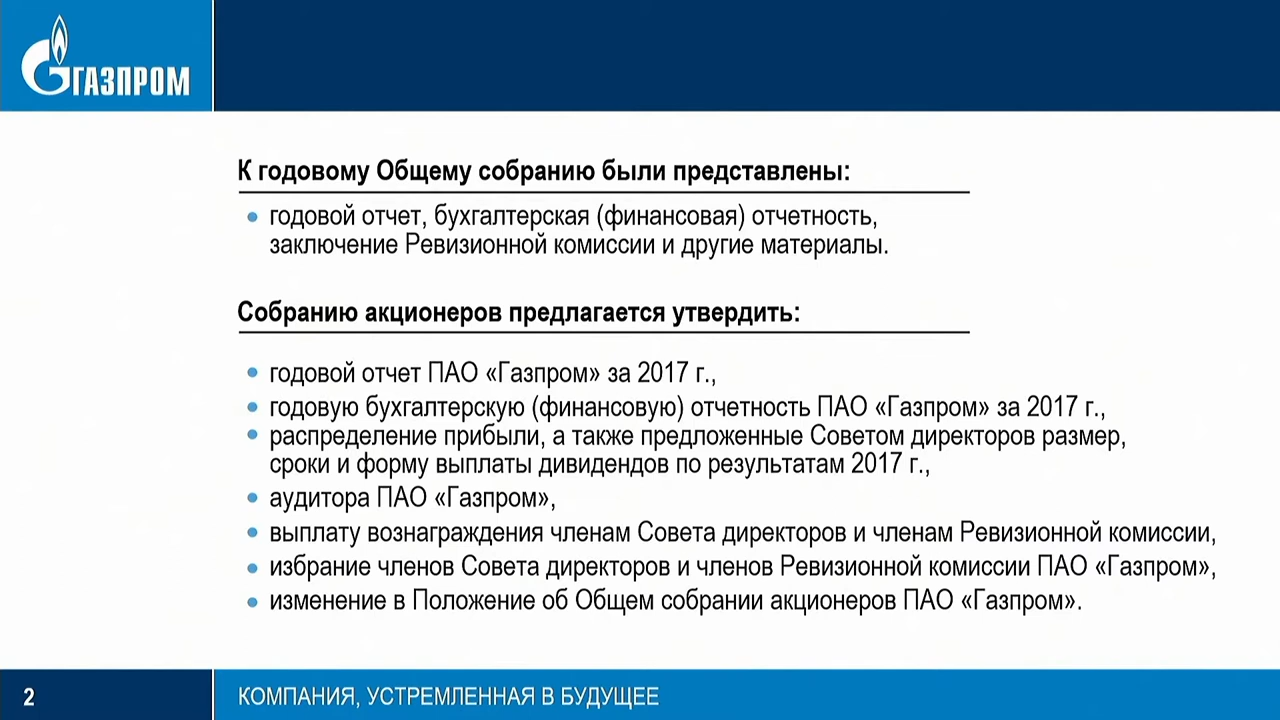 ГАЗПРОМ
К годовому Общему собранию были представлены:
• годовой отчет, бухгалтерская (финансовая) отчетность,
заключение Ревизионной комиссии и другие материалы.
Собранию акционеров предлагается утвердить:
• годовой отчет ПАО «Газпром» за 2017 г.,
• годовую бухгалтерскую (финансовую) отчетность ПАО «Газпром» за 2017 г.,
• распределение прибыли, а также предложенные Советом директоров размер,
сроки и форму выплаты дивидендов по результатам 2017 г.,
• аудитора ПАО «Газпром»,
• выплату вознаграждения членам Совета директоров и членам Ревизионной комиссии,
• избрание членов Совета директоров и членов Ревизионной комиссии ПАО «Газпром»,
• изменение в Положение об Общем собрании акционеров ПАО «Газпром».
2
КОМПАНИЯ, УСТРЕМЛЕННАЯ В БУДУЩЕЕ